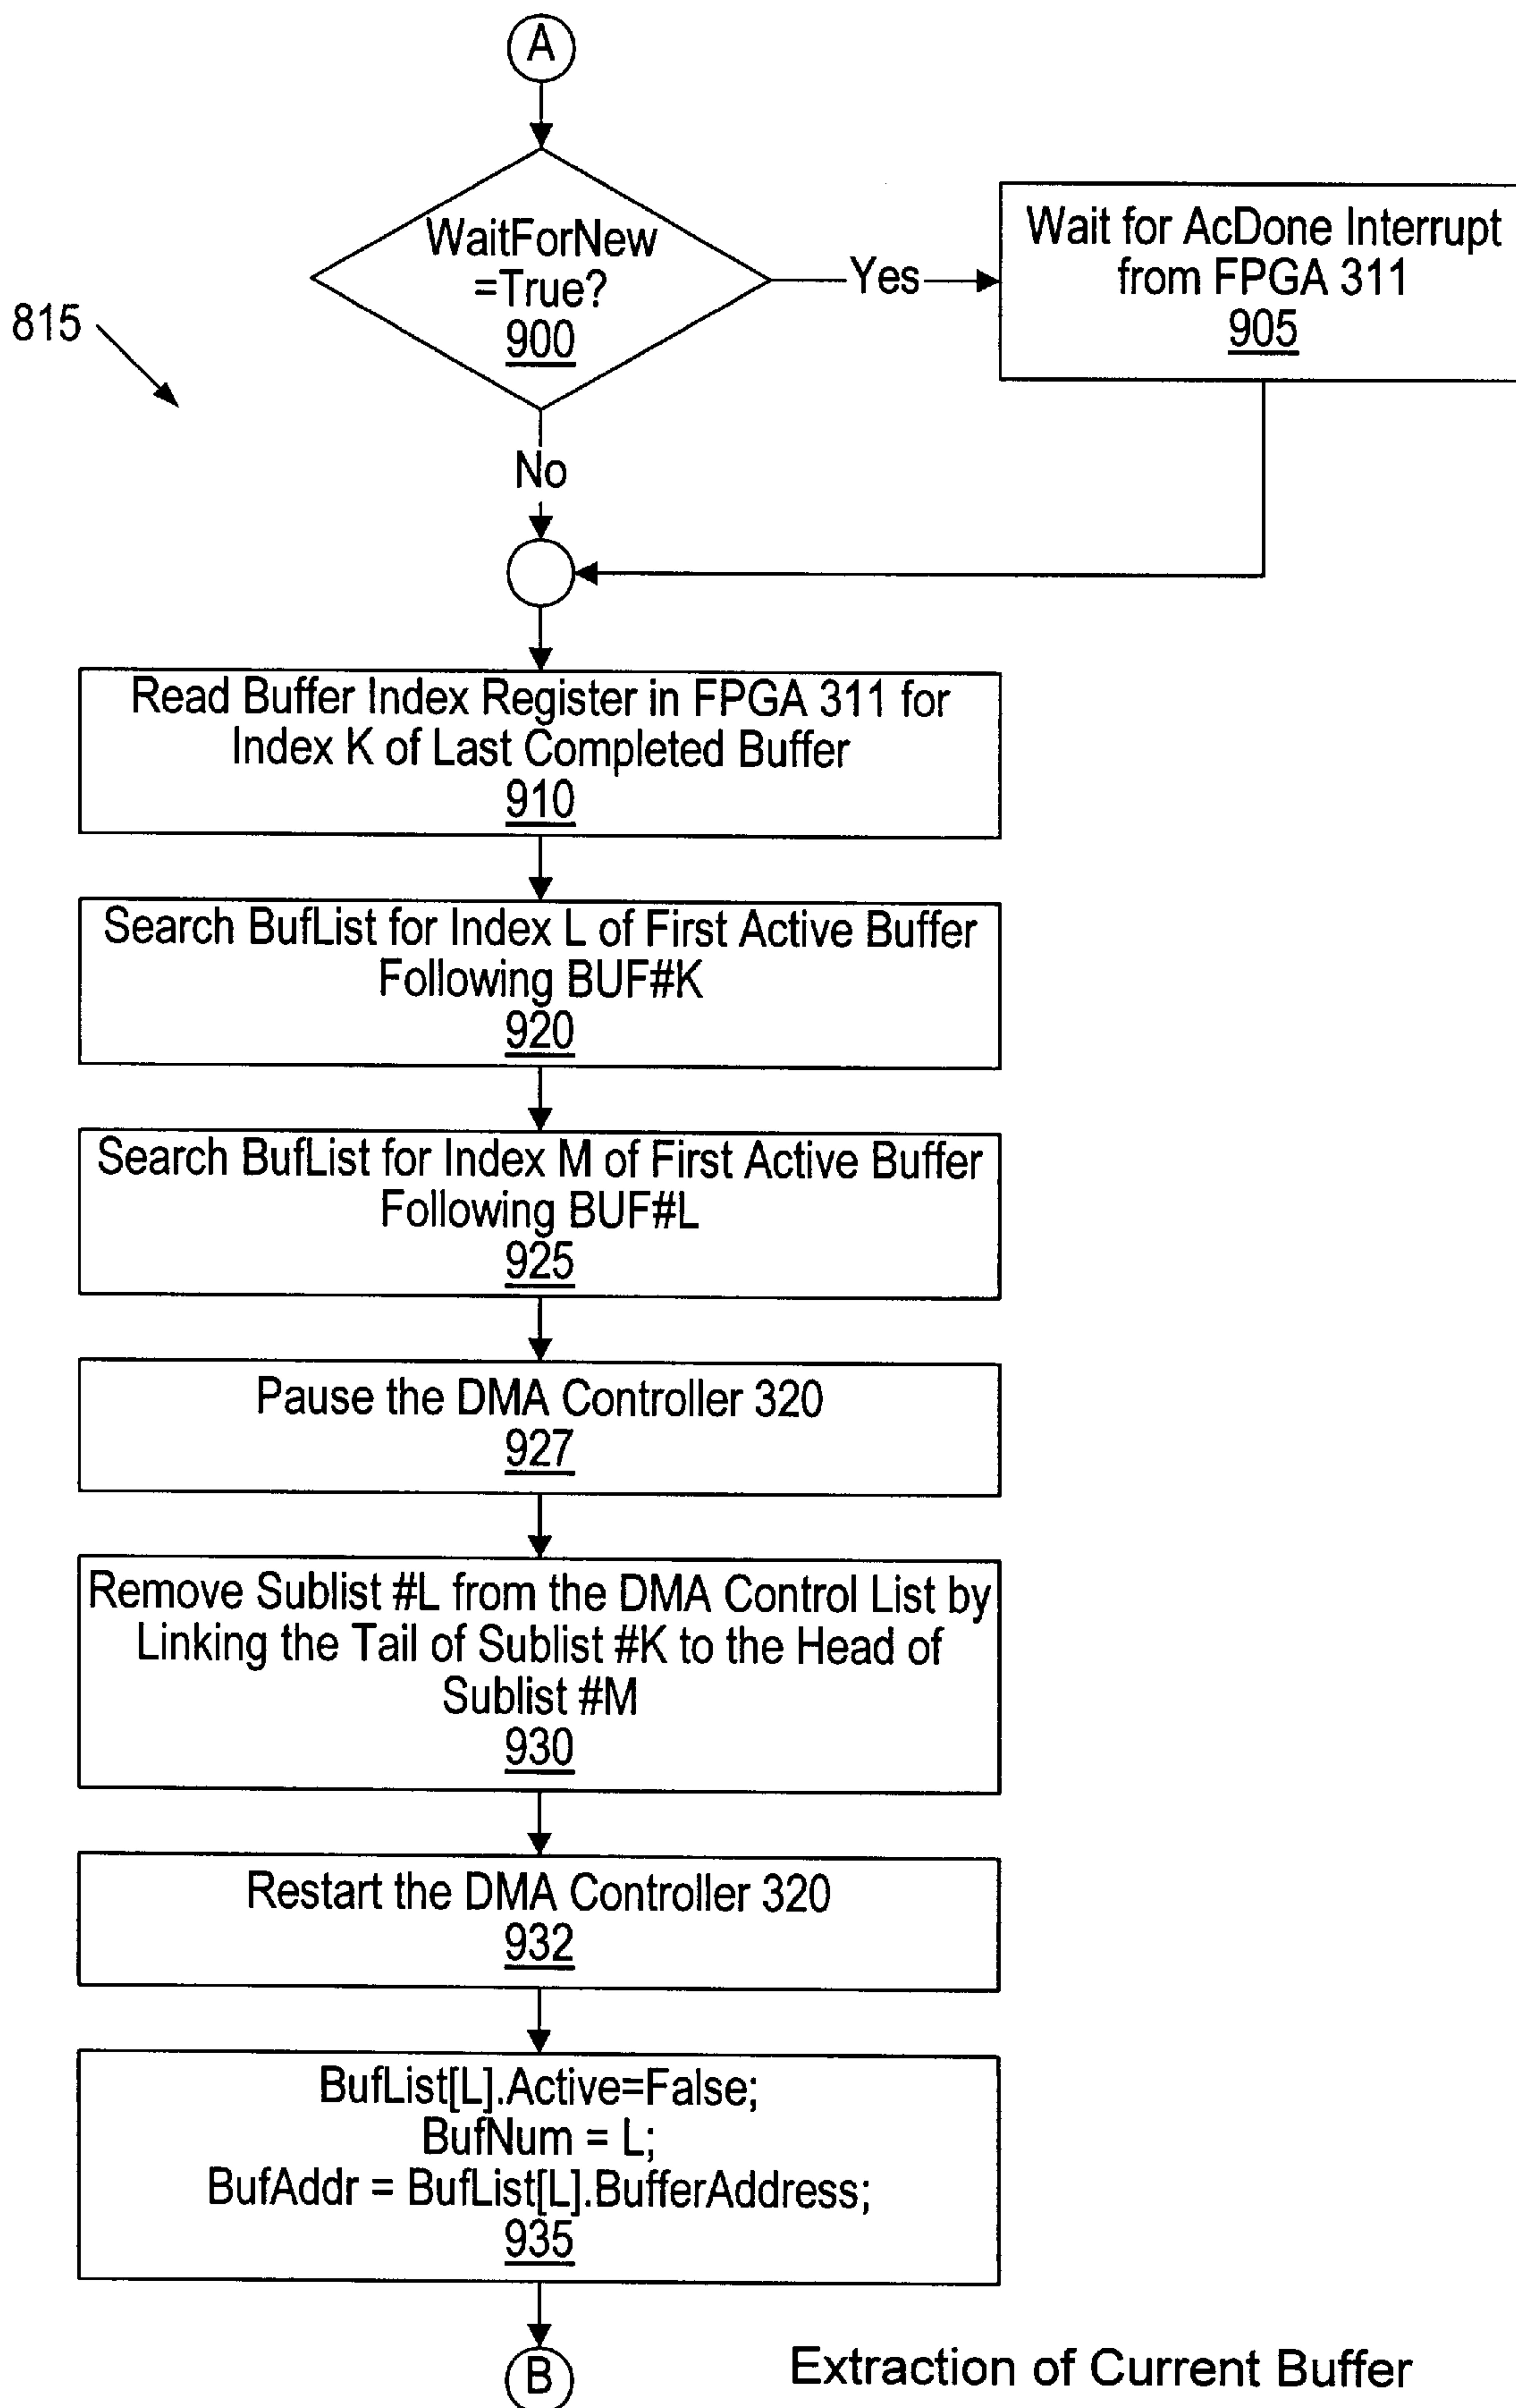 A
WaitForNew
=True?
900
Yes
Wait for AcDone Interrupt
from FPGA 311
905
815
No
Read Buffer Index Register in FPGA 311 for
Index K of Last Completed Buffer
910
Search BufList for Index L of First Active Buffer
Following BUF#K
920
Search BufList for Index M of First Active Buffer
Following BUF#L
925
Pause the DMA Controller 320
927
Remove Sublist #L from the DMA Control List by
Linking the Tail of Sublist #K to the Head of
Sublist #M
930
Restart the DMA Controller 320
932
BufList[L].Active=False;
BufNum = L;
BufAddr = BufList[L].BufferAddress;
935
B
Extraction of Current Buffer